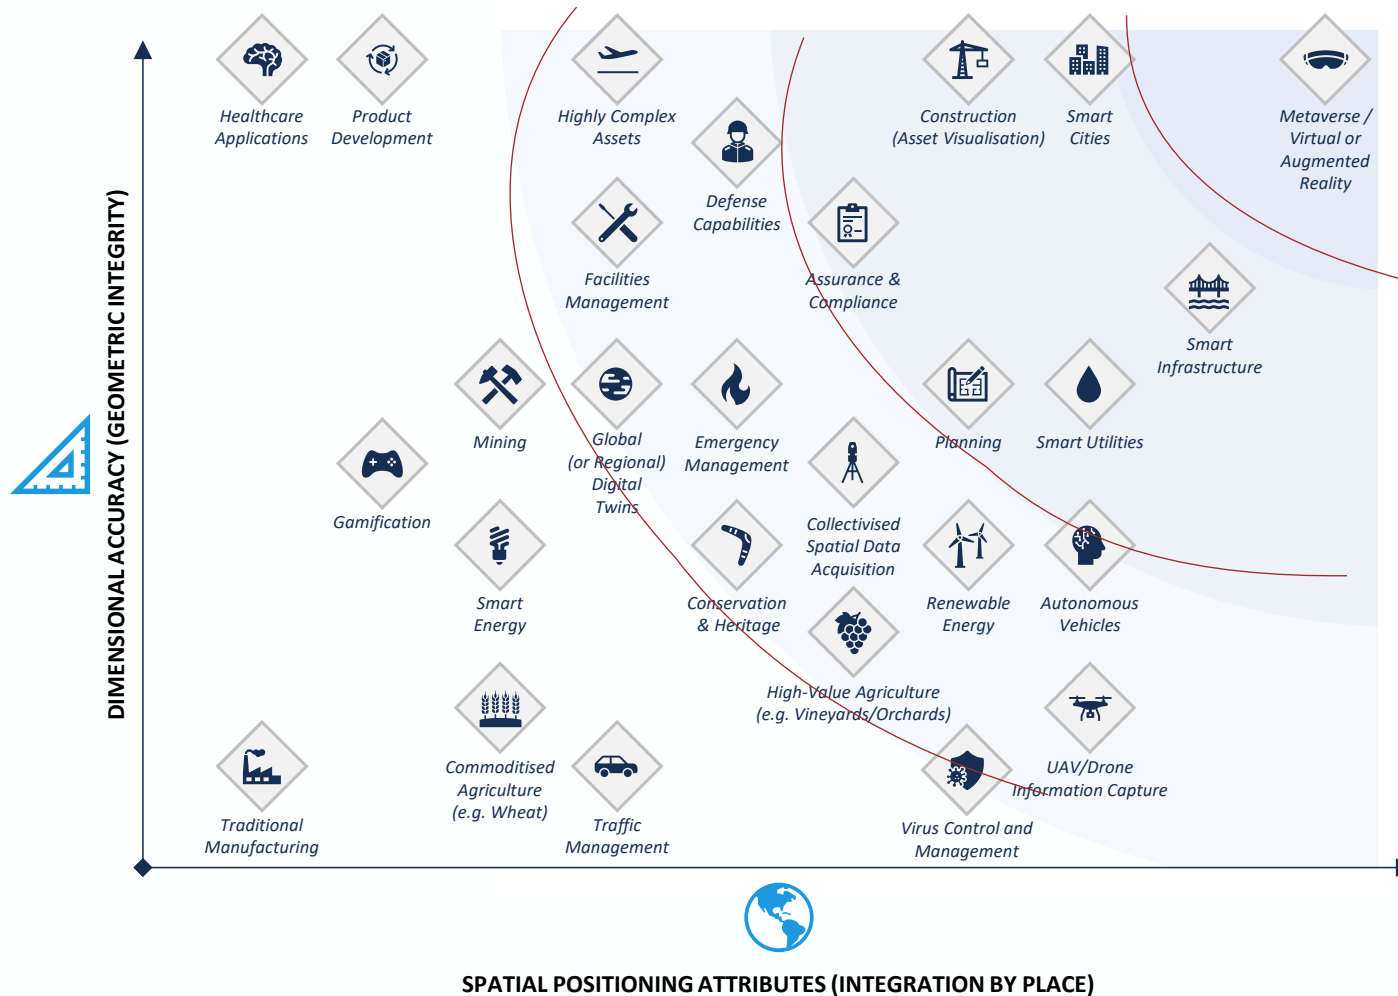 Healthcare
Applications
Product
Development
Highly Complex
Assets
Defense
Capabilities
Construction
(Asset Visualisation)
Smart
Cities
Metaverse /
Virtual or
Augmented
Reality
Facilities
Management
Assurance &
Compliance
Smart
Infrastructure
Mining
Global
(or Regional)
Digital
Twins
Emergency
Management
Planning
Smart Utilities
Gamification
Collectivised
Spatial Data
Acquisition
Smart
Energy
Conservation
& Heritage
Renewable
Energy
Autonomous
Vehicles
High-Value Agriculture
(e.g. Vineyards/Orchards)
Commoditised
Agriculture
(e.g. Wheat)
UAV/Drone
Information Capture
Traditional
Manufacturing
Traffic
Management
Virus Control and
Management
DIMENSIONAL ACCURACY (GEOMETRIC INTEGRITY)
SPATIAL POSITIONING ATTRIBUTES (INTEGRATION BY PLACE)